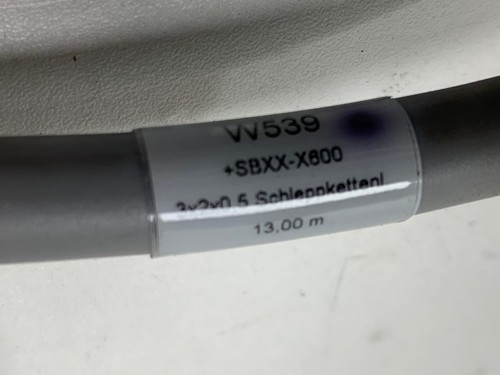 W539
+SBXX-X600
3x2x0,5 Schleppkettenl
13,00 m